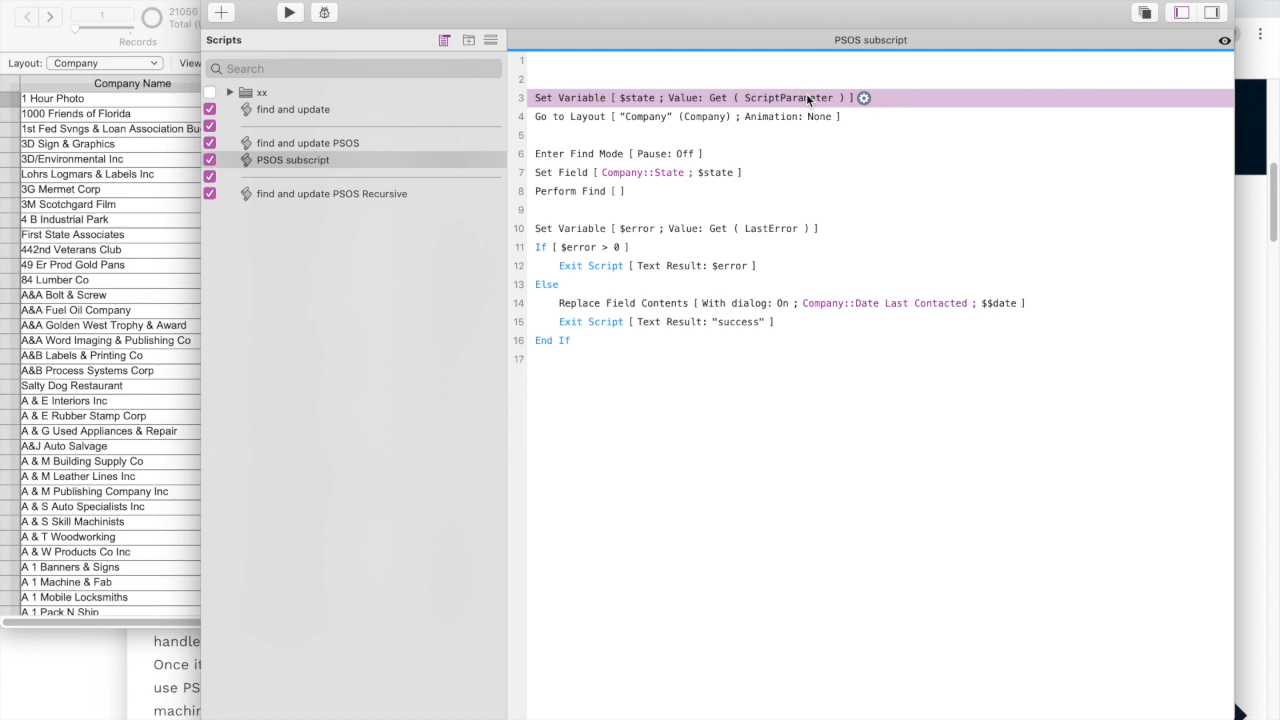 1
21056
Total (
Records
Layout: Company
View
Company Name
1 Hour Photo
1000 Friends of Florida
1st Fed Svngs & Loan Association Bu
3D Sign & Graphics
3D/Environmental Inc
Lohrs Logmars & Labels Inc
3G Mermet Corp
3M Scotchgard Film
4 B Industrial Park
First State Associates
442nd Veterans Club
49 Er Prod Gold Pans
84 Lumber Co
A&A Bolt & Screw
A&A Fuel Oil Company
A&A Golden West Trophy & Award
A&A Word Imaging & Publishing Co
A&B Labels & Printing Co
A&B Process Systems Corp
Salty Dog Restaurant
A & E Interiors Inc
A & E Rubber Stamp Corp
A & G Used Appliances & Repair
A&J Auto Salvage
A & M Building Supply Co
A & M Leather Lines Inc
A & M Publishing Company Inc
A & S Auto Specialists Inc
A & S Skill Machinists
A & T Woodworking
A & W Products Co Inc
A 1 Banners & Signs
A 1 Machine & Fab
A 1 Mobile Locksmiths
A 1 Pack N Ship
handle
Once it
use PS
machin
Scripts
Search
xx
find and update
find and update PSOS
PSOS subscript
find and update PSOS Recursive
PSOS subscript
1
2
3 Set Variable [ $state ; Value: Get ( ScriptParameter ) ]
4 Go to Layout [ “Company” (Company) ; Animation: None ]
5
6 Enter Find Mode [ Pause: Off ]
7 Set Field [ Company::State ; $state ]
8 Perform Find [ ]
9
10 Set Variable [ $error ; Value: Get ( LastError ) ]
11 If [ $error > 0 ]
12 Exit Script [ Text Result: $error ]
13 Else
14 Replace Field Contents [ With dialog: On ; Company::Date Last Contacted ; $$date ]
15 Exit Script [ Text Result: "success" ]
16 End If
17